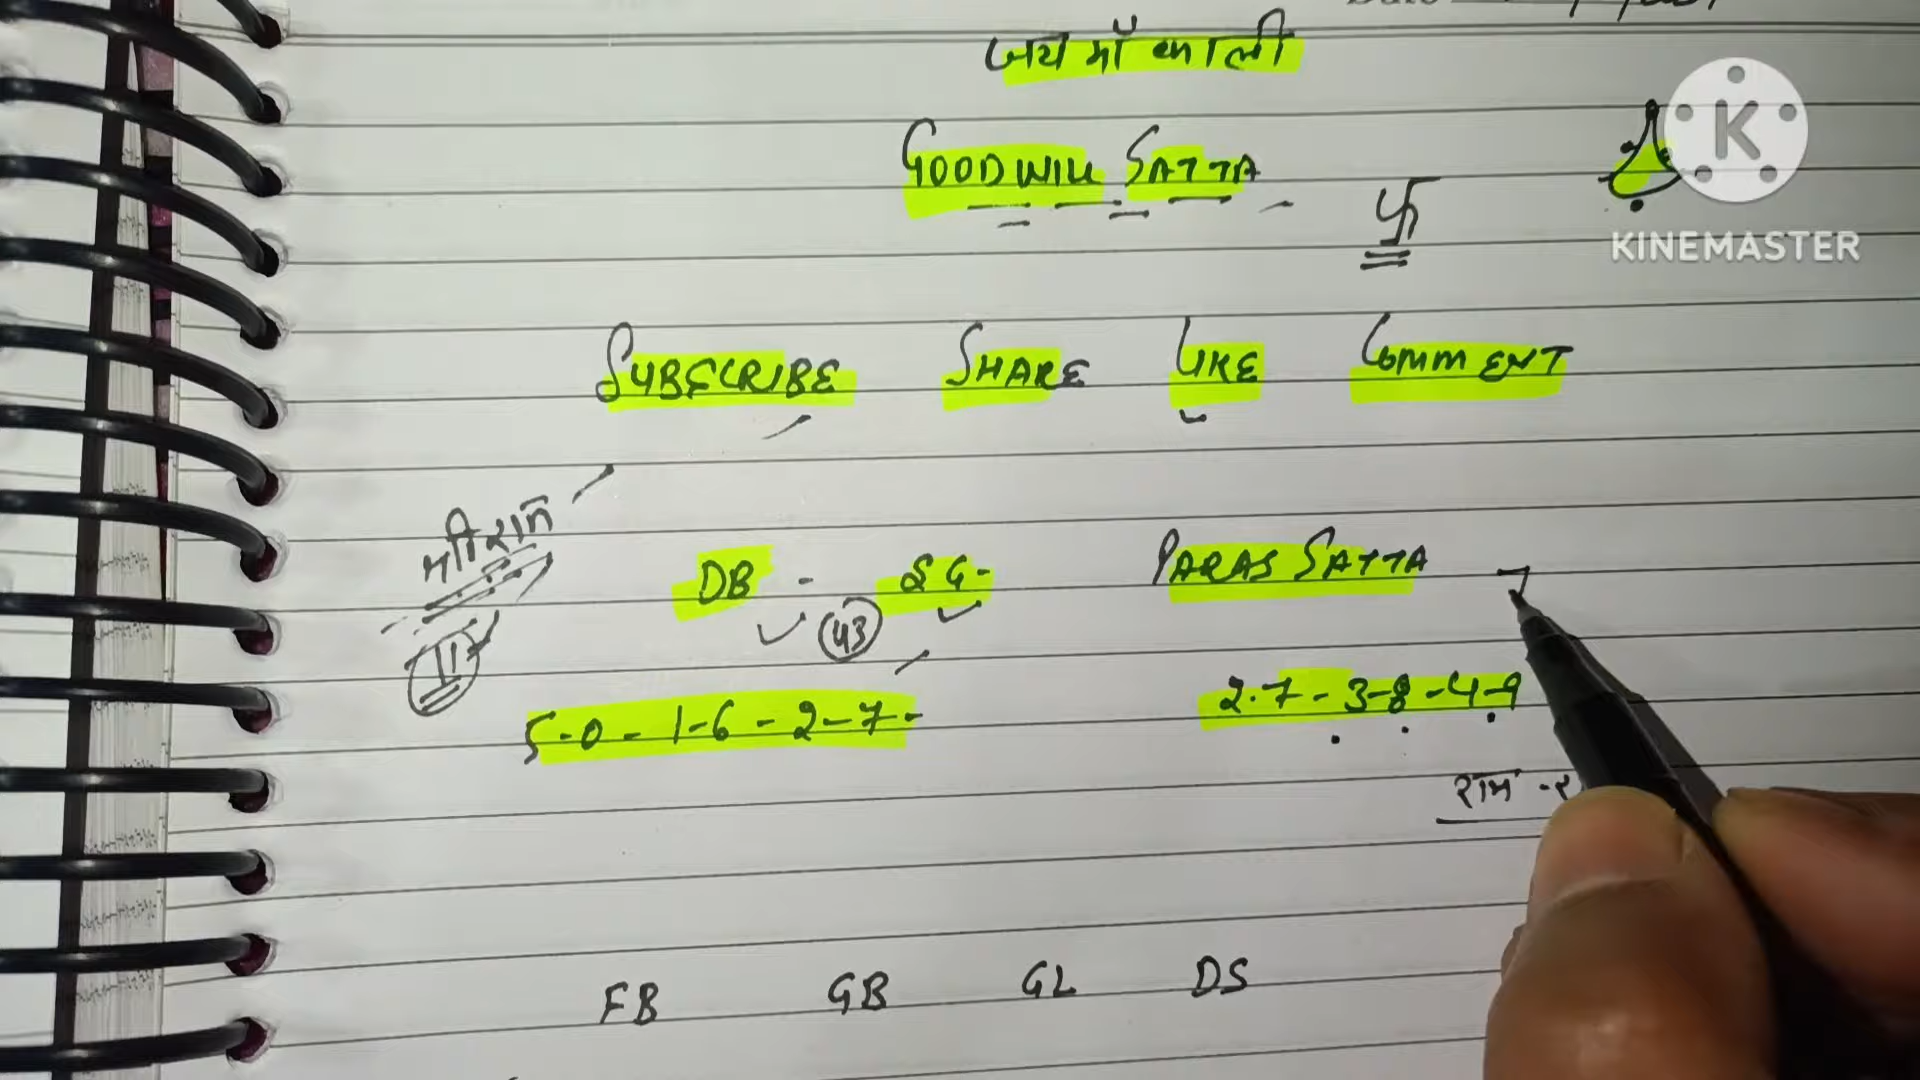 जय माँ काली
GOODWILL SATTA
KINEMASTER
SUBSCRIBE SHARE LIKE COMMENT
DB - SG -
43
5-0-1-6-2-7-
PARAS SATTA
2.7-3-8-4-9
राम -
FB GB GL DS